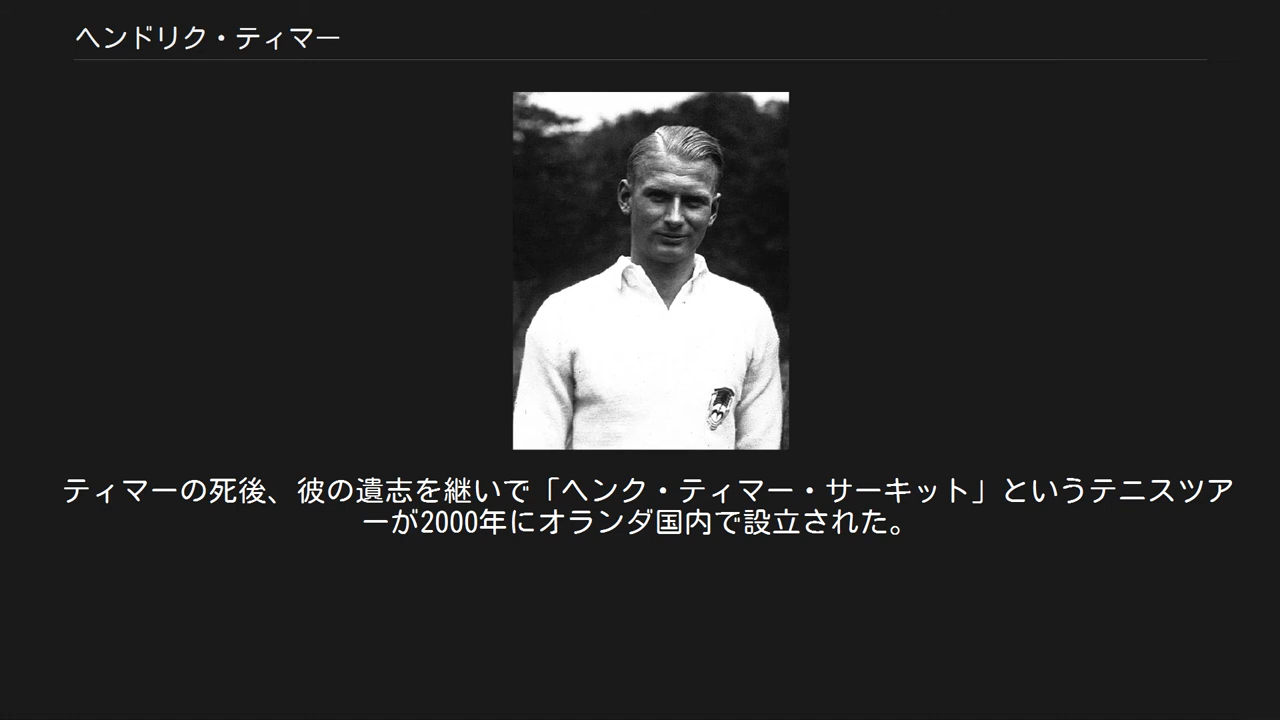 ヘンドリク・ティマー
ティマーの死後、彼の遺志を継いで「ヘンク・ティマー・サーキット」というテニスツア
ーが2000年にオランダ国内で設立された。